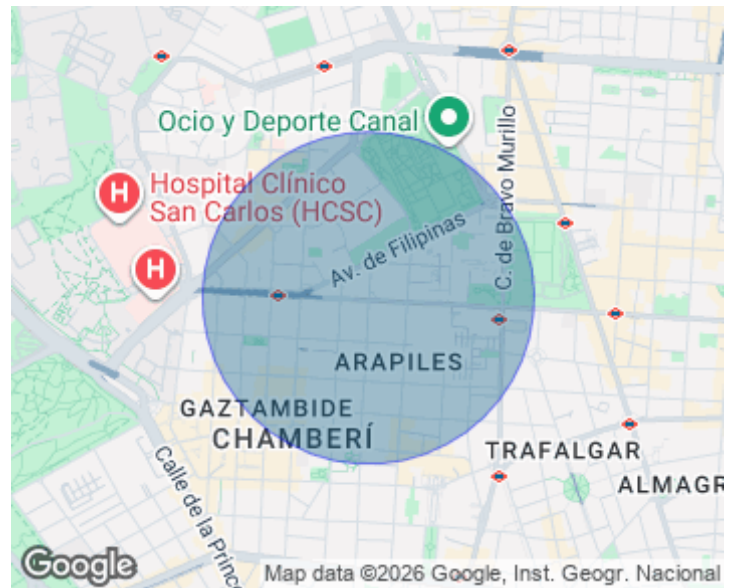 Ocio y Deporte Canal
H
Hospital Clínico
San Carlos (HCSC)
H
Av. de Filipinas
C. de Bravo Murillo
ARAPILES
GAZTAMBIDE
CHAMBERÍ
TRAFALGAR
ALMAGR
Calle de la Prince
Google
Map data ©2026 Google, Inst. Geogr. Nacional